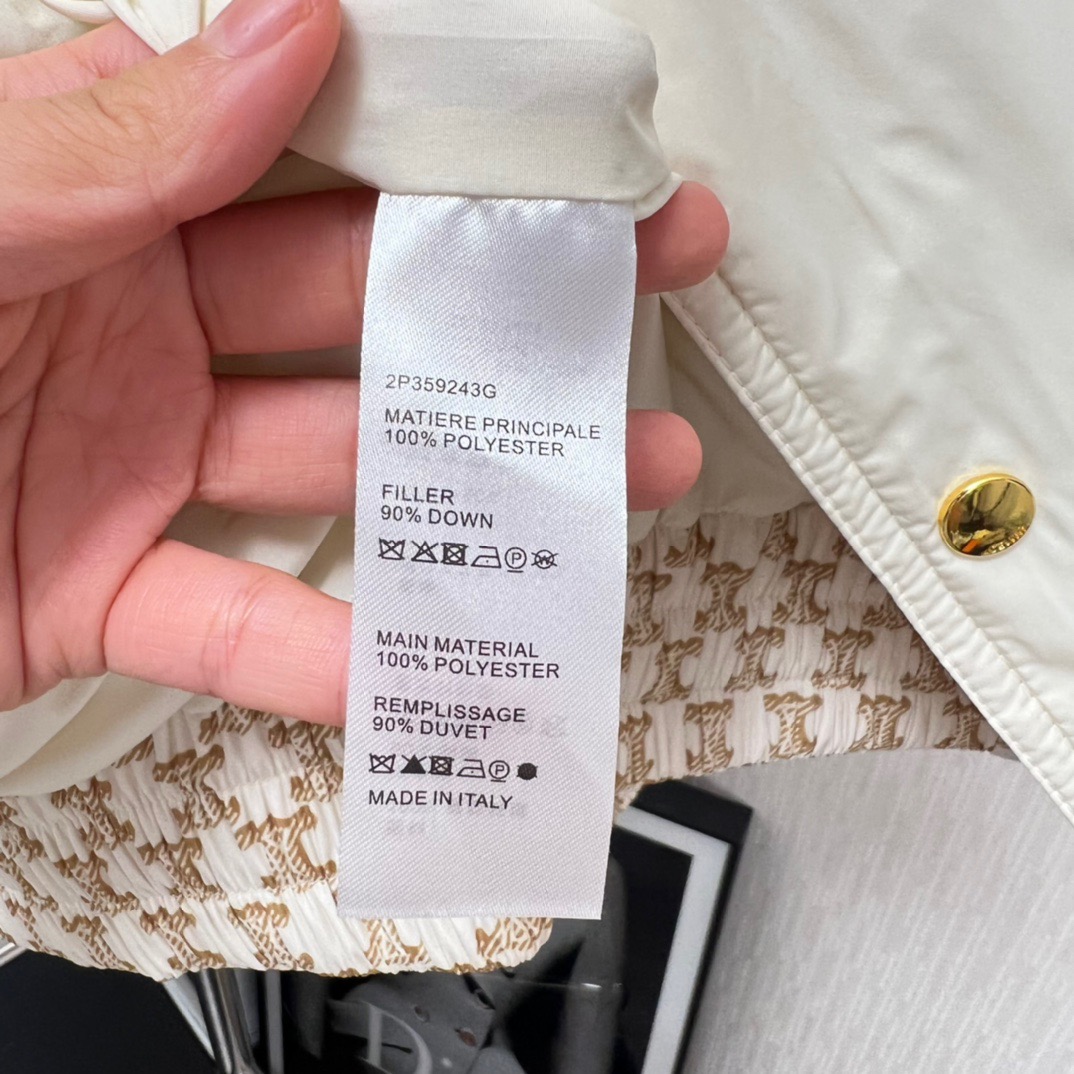 2P359243G
MATIERE PRINCIPALE
100% POLYESTER
FILLER
90% DOWN
P W
MAIN MATERIAL
100% POLYESTER
REMPLISSAGE
90% DUVET
P
MADE IN ITALY